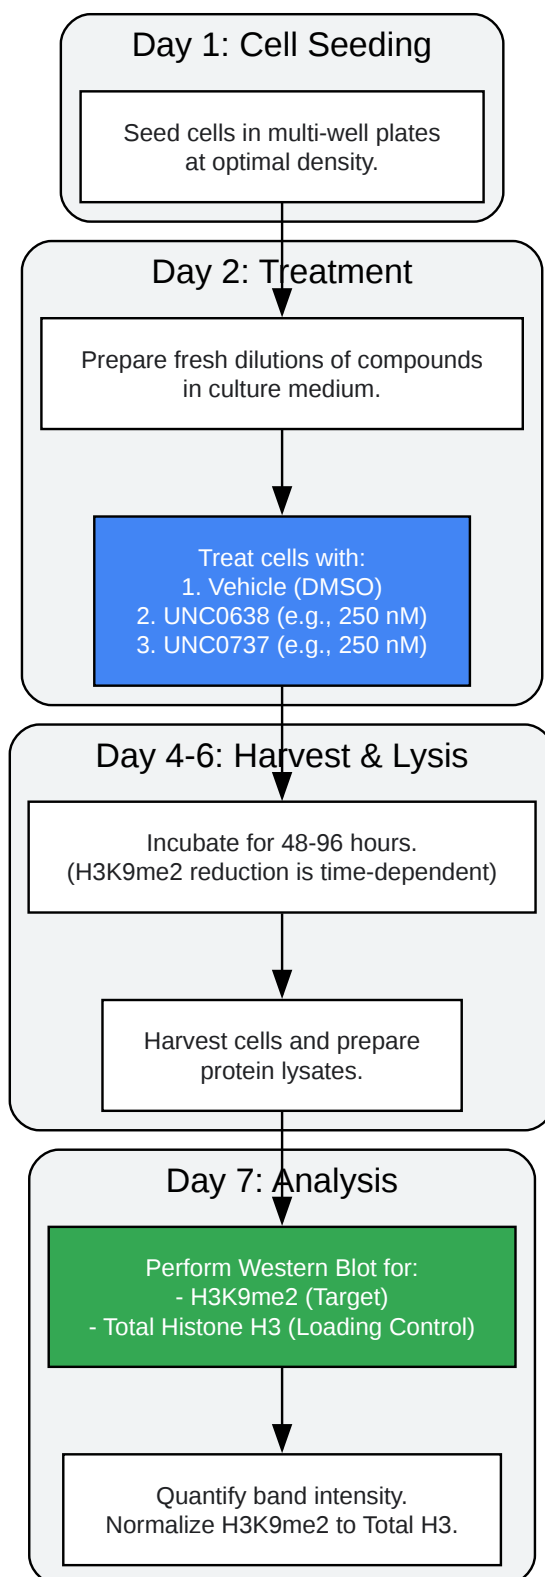 Day 1: Cell Seeding
Seed cells in multi-well plates
at optimal density.
Day 2: Treatment
Prepare fresh dilutions of compounds
in culture medium.
Treat cells with:
1. Vehicle (DMSO)
2. UNC0638 (e.g., 250 nM)
3. UNC0737 (e.g., 250 nM)
Day 4-6: Harvest & Lysis
Incubate for 48-96 hours.
(H3K9me2 reduction is time-dependent)
Harvest cells and prepare
protein lysates.
Day 7: Analysis
Perform Western Blot for:
- H3K9me2 (Target)
- Total Histone H3 (Loading Control)
Quantify band intensity.
Normalize H3K9me2 to Total H3.